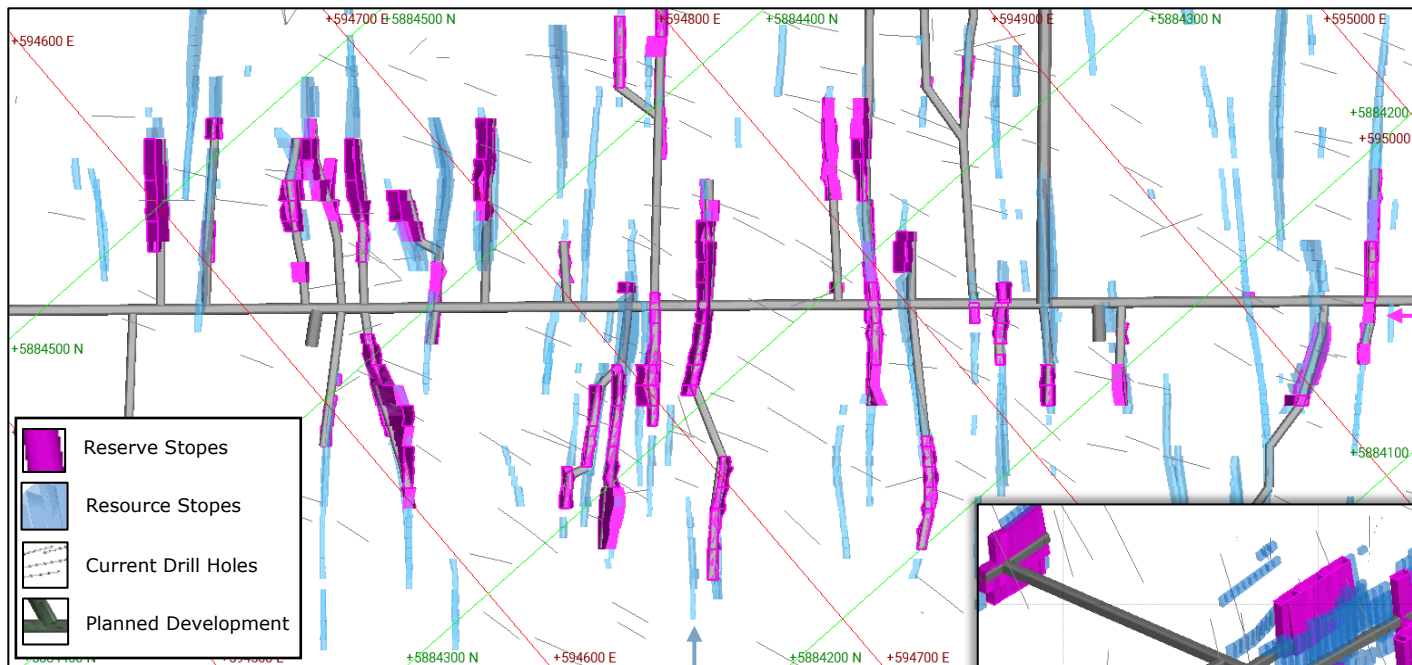 +594700 E
+5884500 N
+594800 E
+5884400 N
+594900 E
+5884300 N
+595000 E
+594600 E
+5884200
+595000
+5884500 N
Reserve Stopes
Resource Stopes
Current Drill Holes
Planned Development
+5884100
+5884300 N
+594600 E
+5884200 N
+594700 E